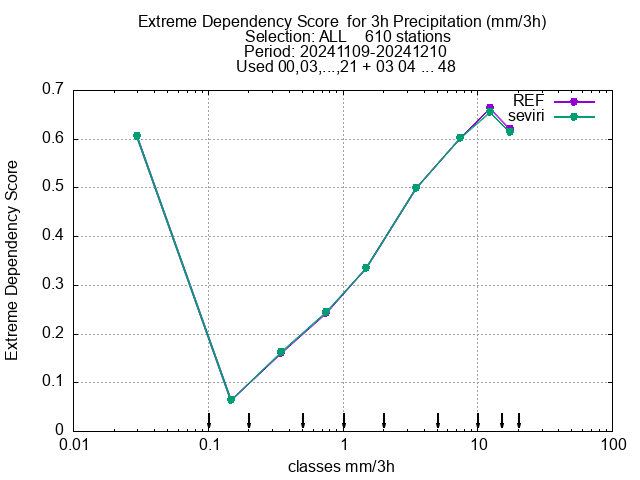 Extreme Dependency Score  for 3h Precipitation (mm/3h)
Selection: ALL    610 stations
Period: 20241109-20241210
Used 00,03,...,21 + 03 04 ... 48
REF
seviri
Extreme Dependency Score
0.7
0.6
0.5
0.4
0.3
0.2
0.1
0
0.01 0.1 1 10 100
classes mm/3h